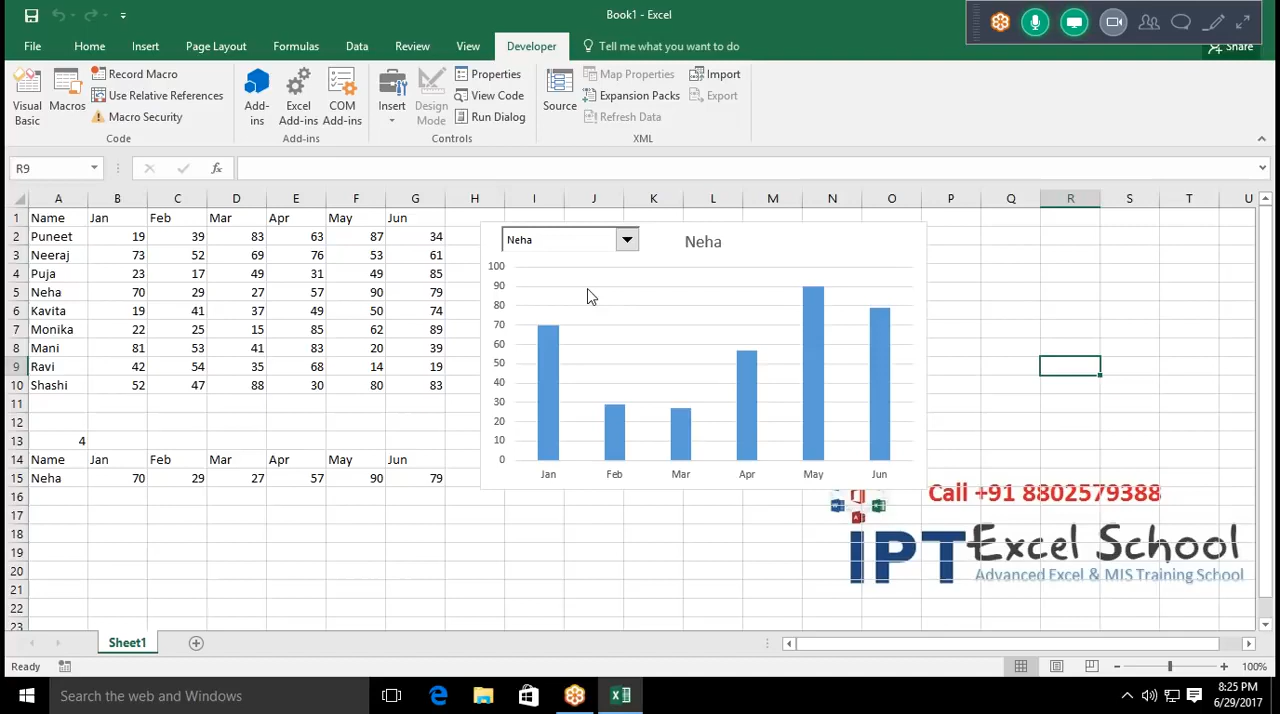 Book1 - Excel
File Home Insert Page Layout Formulas Data Review View Developer Tell me what you want to do Share
Visual Basic
Macros
Record Macro
Use Relative References
Macro Security
Code
Add-ins
Excel Add-ins
COM Add-ins
Add-ins
Insert
Design Mode
Properties
View Code
Run Dialog
Controls
Source
Map Properties
Expansion Packs
Refresh Data
Import
Export
XML
R9 fx
A B C D E F G H I J K L M N O P Q R S T U
1 Name Jan Feb Mar Apr May Jun
2 Puneet 19 39 83 63 87 34
3 Neeraj 73 52 69 76 53 61
4 Puja 23 17 49 31 49 85
5 Neha 70 29 27 57 90 79
6 Kavita 19 41 37 49 50 74
7 Monika 22 25 15 85 62 89
8 Mani 81 53 41 83 20 39
9 Ravi 42 54 35 68 14 19
10 Shashi 52 47 88 30 80 83
11
12
13 4
14 Name Jan Feb Mar Apr May Jun
15 Neha 70 29 27 57 90 79
16
17
18
19
20
21
22
23
Neha
Neha
100
90
80
70
60
50
40
30
20
10
0
Jan Feb Mar Apr May Jun
Call +91 8802579388
IPT Excel School
Advanced Excel & MIS Training School
Sheet1
Ready
100%
Search the web and Windows
8:25 PM
6/29/2017